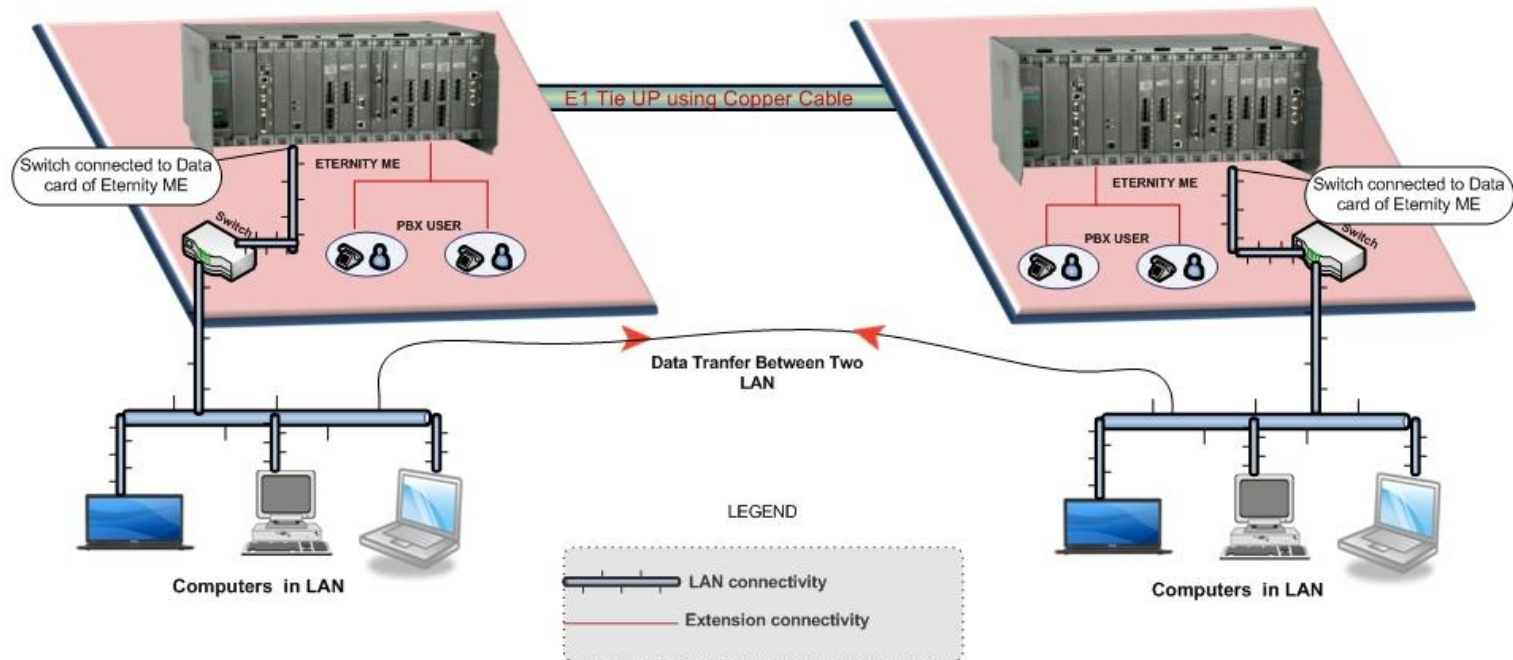 E1 Tie UP using Copper Cable
Switch connected to Data
card of Eternity ME
ETERNITY ME
Switch
PBX USER
Switch connected to Data
card of Eternity ME
ETERNITY ME
Switch
PBX USER
Data Tranfer Between Two
LAN
Computers in LAN
Computers in LAN
LEGEND
LAN connectivity
Extension connectivity